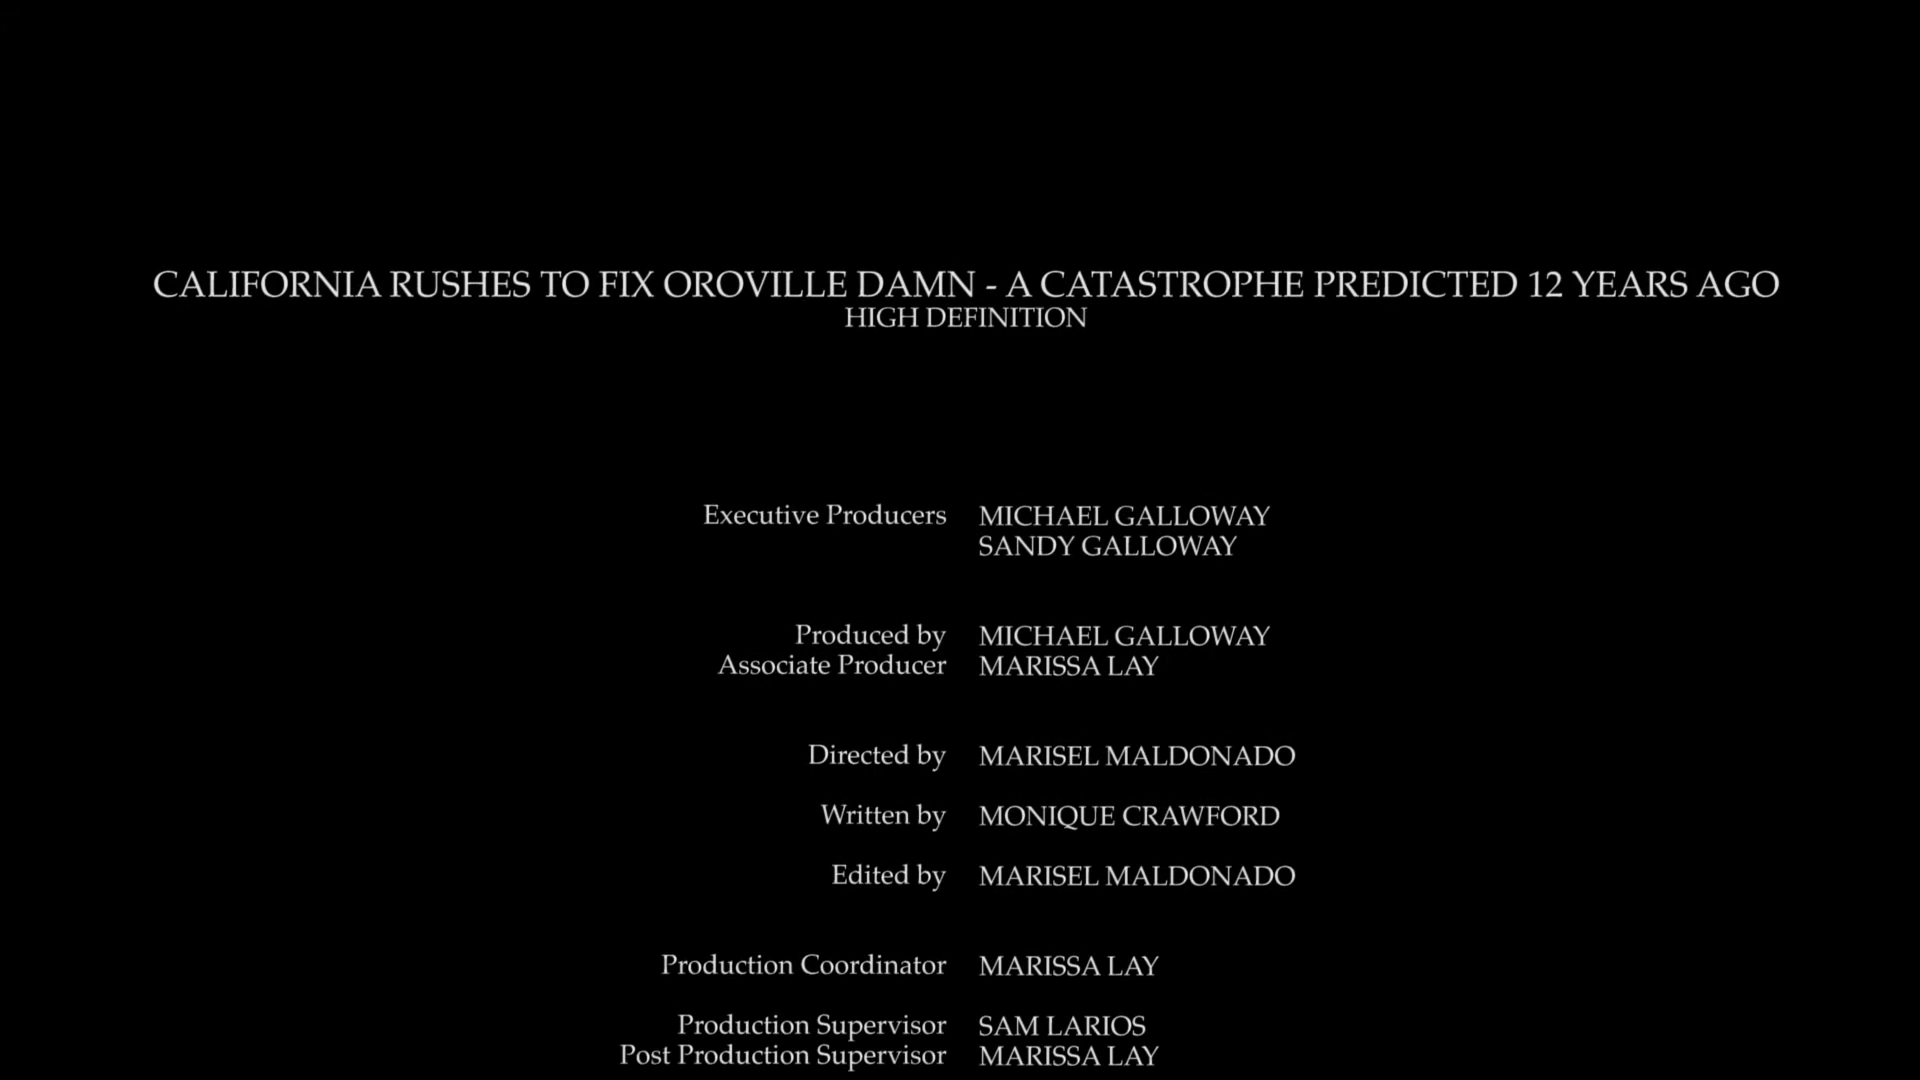 CALIFORNIA RUSHES TO FIX OROVILLE DAMN - A CATASTROPHE PREDICTED 12 YEARS AGO
HIGH DEFINITION
Executive Producers MICHAEL GALLOWAY
SANDY GALLOWAY
Produced by MICHAEL GALLOWAY
Associate Producer MARISSA LAY
Directed by MARISEL MALDONADO
Written by MONIQUE CRAWFORD
Edited by MARISEL MALDONADO
Production Coordinator MARISSA LAY
Production Supervisor SAM LARIOS
Post Production Supervisor MARISSA LAY